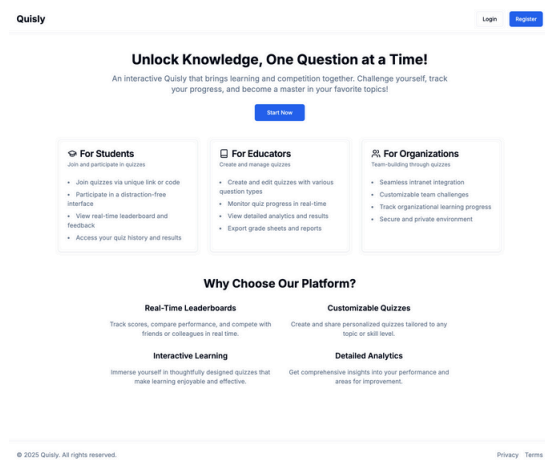 Quisly
Login
Register
Unlock Knowledge, One Question at a Time!
An interactive Quisly that brings learning and competition together. Challenge yourself, track
your progress, and become a master in your favorite topics!
Start Now
For Students
Join and participate in quizzes
• Join quizzes via unique link or code
• Participate in a distraction-free
interface
• View real-time leaderboard and
feedback
• Access your quiz history and results
For Educators
Create and manage quizzes
• Create and edit quizzes with various
question types
• Monitor quiz progress in real-time
• View detailed analytics and results
• Export grade sheets and reports
For Organizations
Team-building through quizzes
• Seamless intranet integration
• Customizable team challenges
• Track organizational learning progress
• Secure and private environment
Why Choose Our Platform?
Real-Time Leaderboards
Track scores, compare performance, and compete with
friends or colleagues in real time.
Customizable Quizzes
Create and share personalized quizzes tailored to any
topic or skill level.
Interactive Learning
Immerse yourself in thoughtfully designed quizzes that
make learning enjoyable and effective.
Detailed Analytics
Get comprehensive insights into your performance and
areas for improvement.
© 2025 Quisly. All rights reserved.
Privacy
Terms